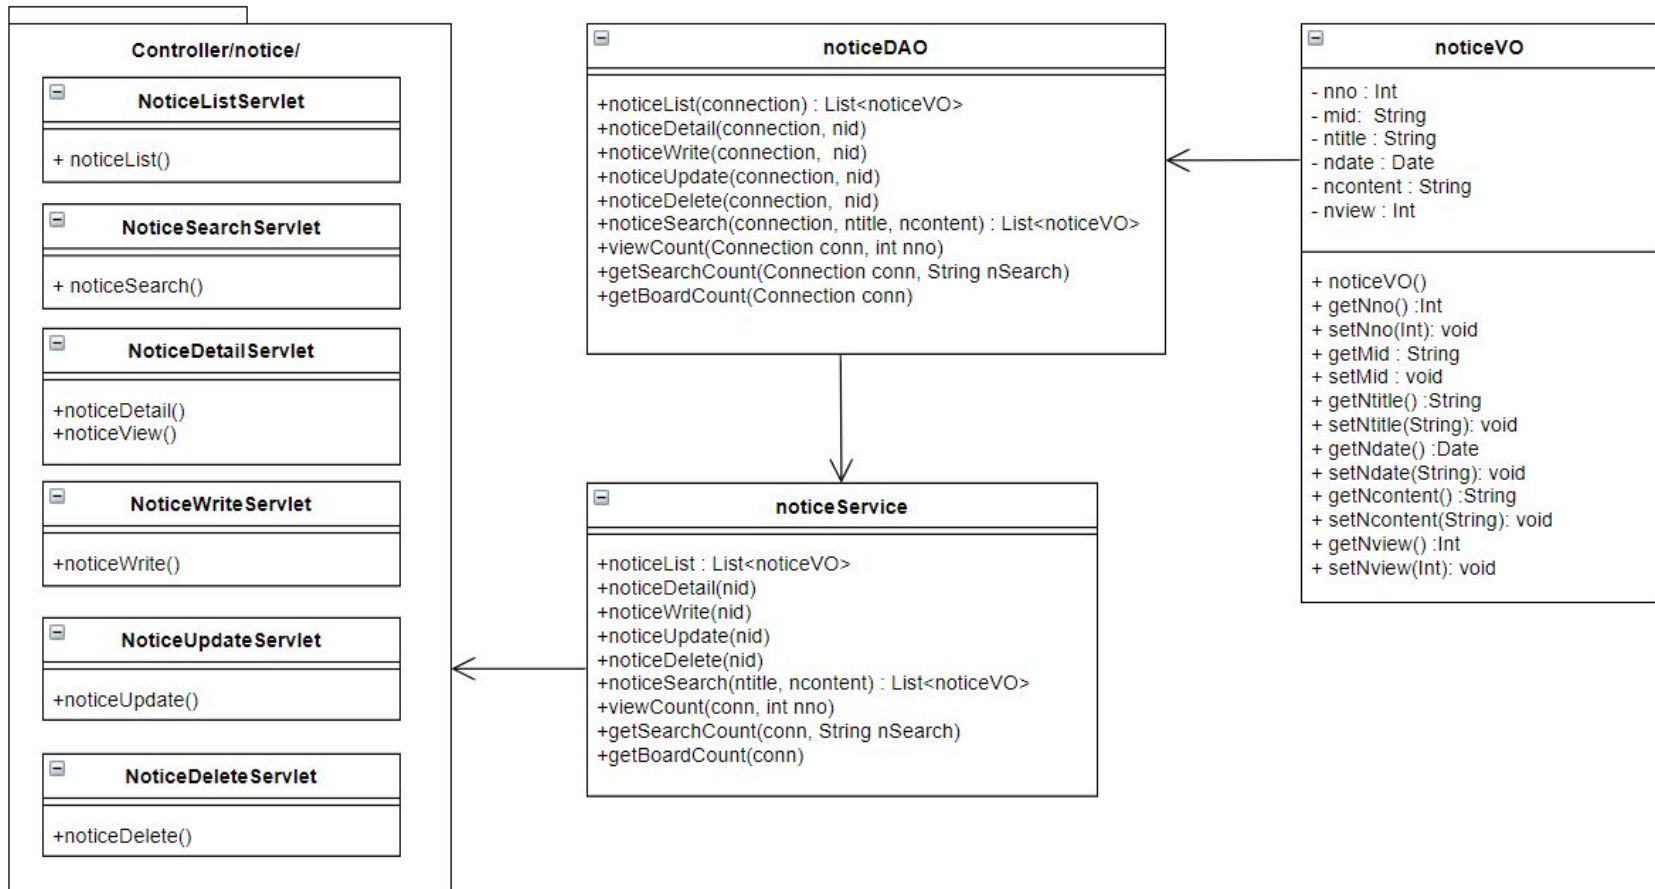 Controller/notice/
NoticeListServlet
+ noticeList()
NoticeSearchServlet
+ noticeSearch()
NoticeDetailServlet
+noticeDetail()
+noticeView()
NoticeWriteServlet
+noticeWrite()
NoticeUpdateServlet
+noticeUpdate()
NoticeDeleteServlet
+noticeDelete()
noticeDAO
+noticeList(connection) : List<noticeVO>
+noticeDetail(connection, nid)
+noticeWrite(connection,  nid)
+noticeUpdate(connection, nid)
+noticeDelete(connection,  nid)
+noticeSearch(connection, ntitle, ncontent) : List<noticeVO>
+viewCount(Connection conn, int nno)
+getSearchCount(Connection conn, String nSearch)
+getBoardCount(Connection conn)
noticeService
+noticeList : List<noticeVO>
+noticeDetail(nid)
+noticeWrite(nid)
+noticeUpdate(nid)
+noticeDelete(nid)
+noticeSearch(ntitle, ncontent) : List<noticeVO>
+viewCount(conn, int nno)
+getSearchCount(conn, String nSearch)
+getBoardCount(conn)
noticeVO
- nno : Int
- mid:  String
- ntitle : String
- ndate : Date
- ncontent : String
- nview : Int
+ noticeVO()
+ getNno() :Int
+ setNno(Int): void
+ getMid : String
+ setMid : void
+ getNtitle() :String
+ setNtitle(String): void
+ getNdate() :Date
+ setNdate(String): void
+ getNcontent() :String
+ setNcontent(String): void
+ getNview() :Int
+ setNview(Int): void